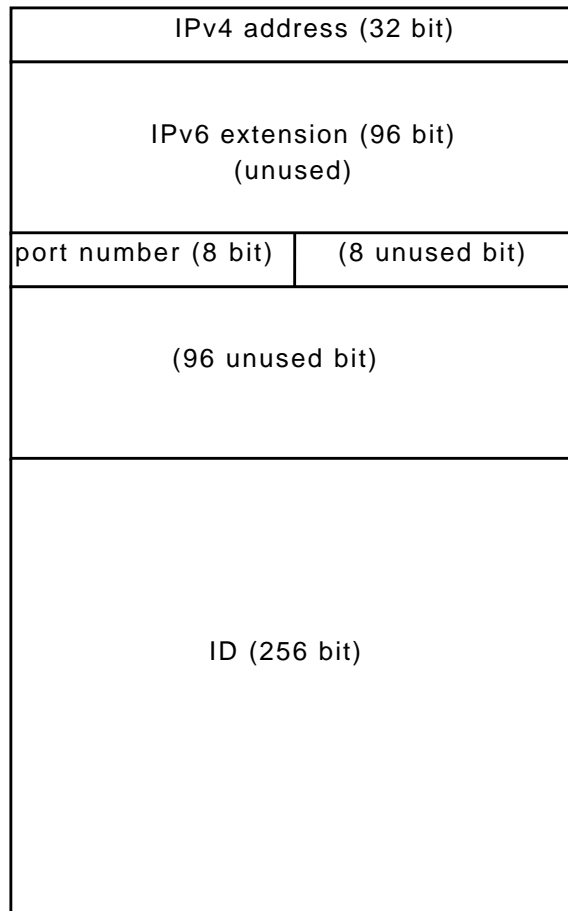 IPv4 address (32 bit)
IPv6 extension (96 bit)
(unused)
port number (8 bit)
(8 unused bit)
(96 unused bit)
ID (256 bit)